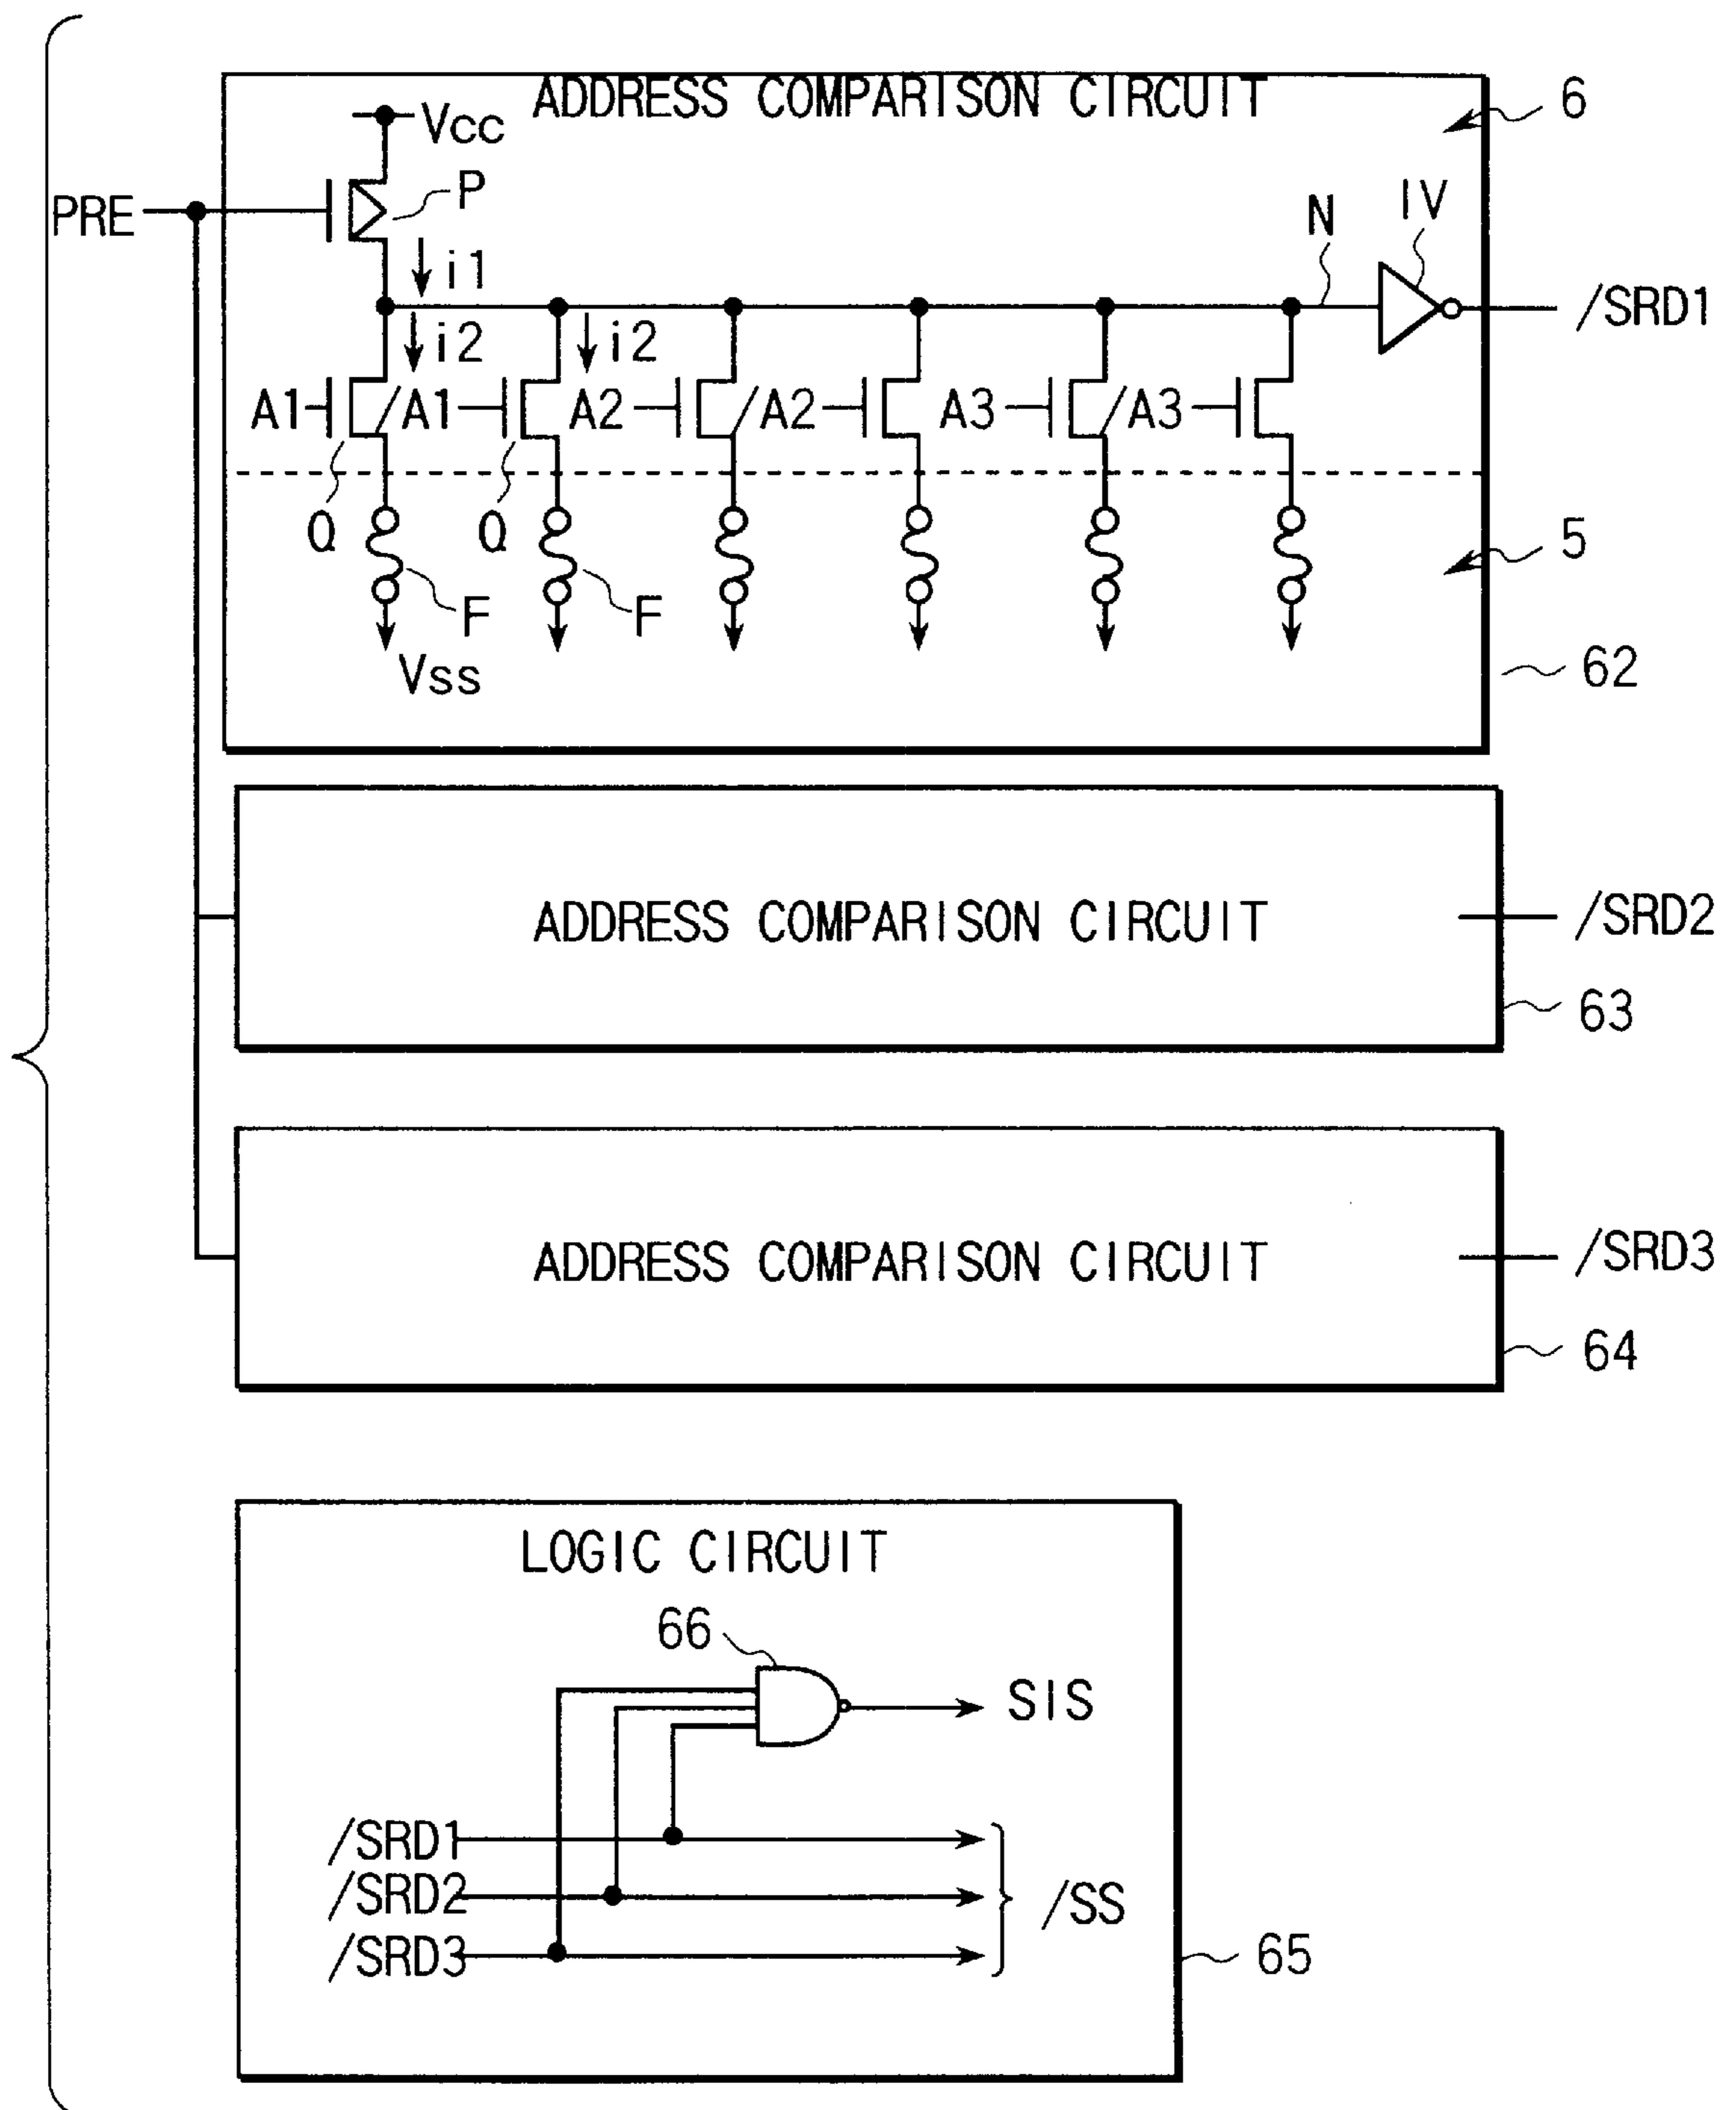 ADDRESS COMPARISON CIRCUIT
6
Vcc
P
PRE
i1
N
IV
/SRD1
i2
i2
A1
/A1
A2
/A2
A3
/A3
Q
Q
F
F
5
Vss
62
ADDRESS COMPARISON CIRCUIT
/SRD2
63
ADDRESS COMPARISON CIRCUIT
/SRD3
64
LOGIC CIRCUIT
66
SIS
/SRD1
/SRD2
/SRD3
/SS
65